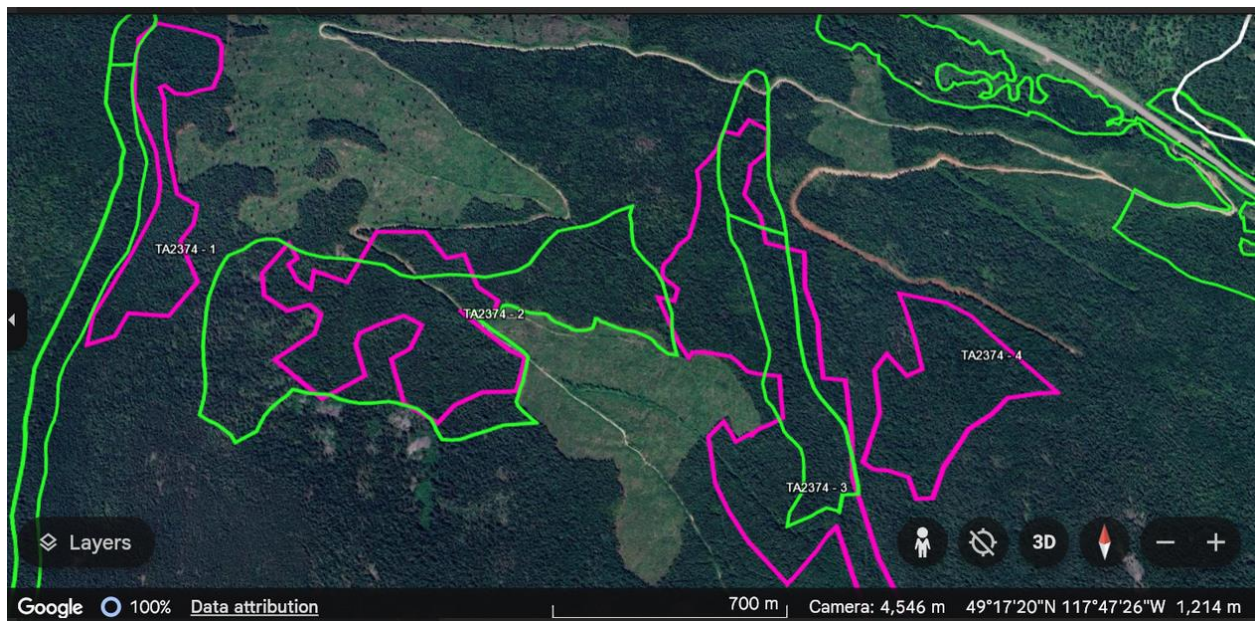 TA2374 - 1
TA2374 - 2
TA2374 - 4
TA2374 - 3
Layers
3D
Google 100% Data attribution 700 m Camera: 4,546 m 49°17'20"N 117°47'26"W 1,214 m